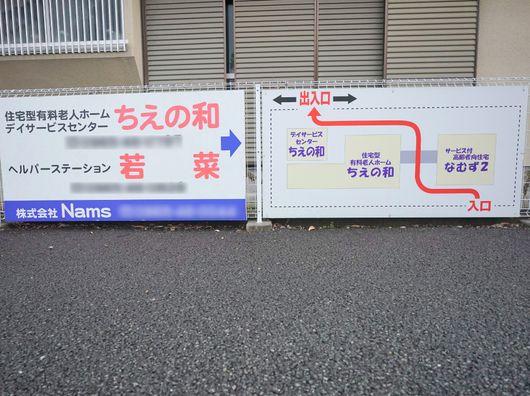 住宅型有料老人ホーム
デイサービスセンター
ちえの和
ヘルパーステーション
若菜
株式会社 Nams
出入口
デイサービス
センター
ちえの和
住宅型
有料老人ホーム
ちえの和
サービス付
高齢者向住宅
なむず2
入口